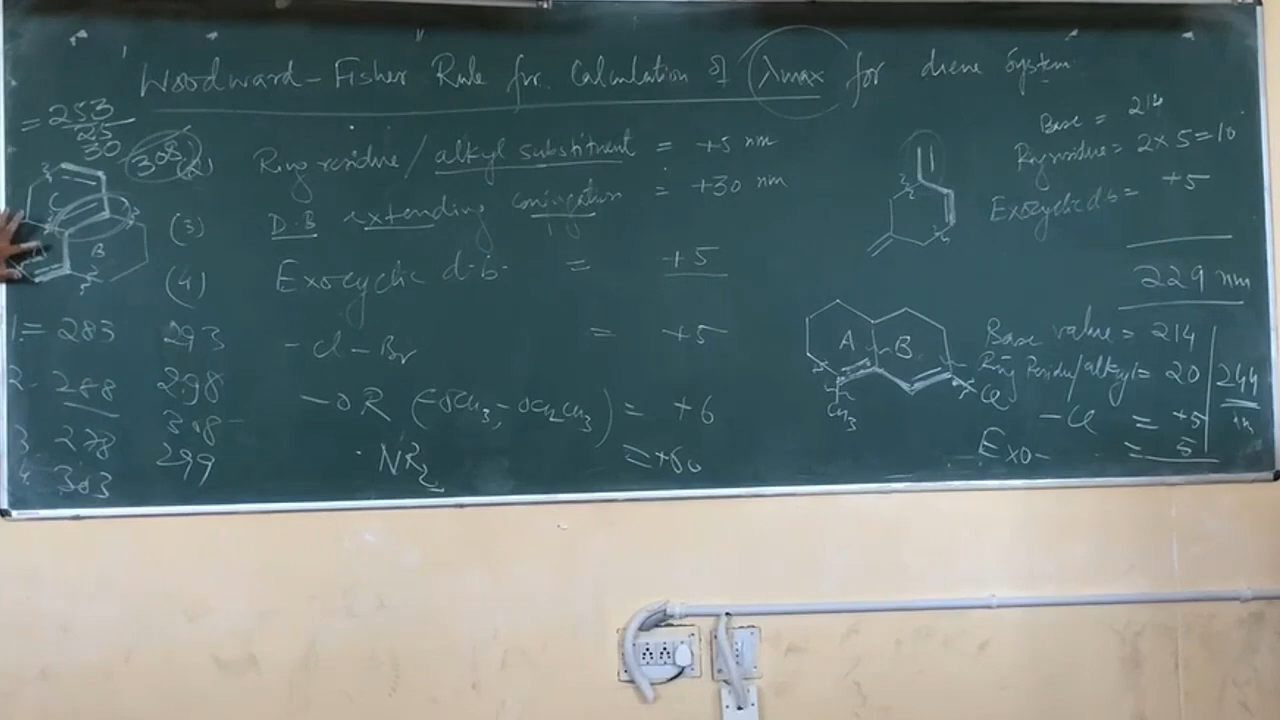 Woodward-Fisher Rule for Calculation of λmax for diene System
= 253
25
30
308
(2) Ring residue / alkyl substituent = +5 nm
(3) D.B extending conjugation = +30 nm
(4) Exocyclic d.b. = +5
-Cl -Br = +5
-OR (-OCH3, -OCH2CH3) = +6
NR2 = +60
C
A
B
1.= 283 293
2. 288 298
308
3. 278
299
4. 303
Base = 214
Ring residue = 2×5=10
Exocyclic d.b = +5
229 nm
A
B
CH3
Cl
Base value = 214
Ring Residu/alkyl = 20
-Cl = +5
Exo- = 5
244
nm